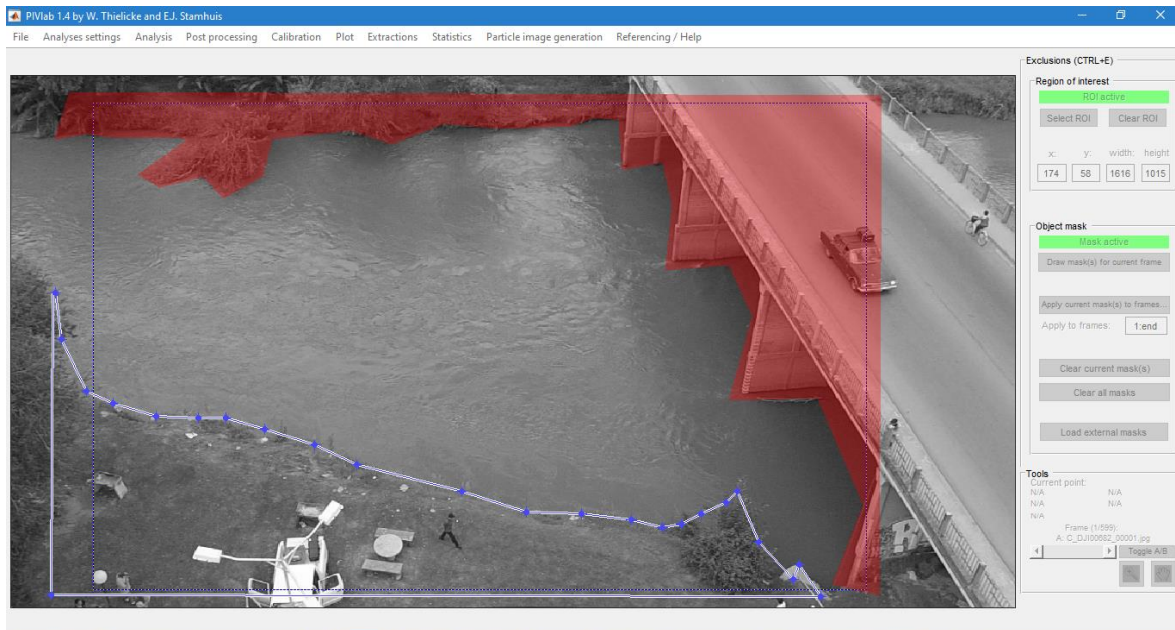 PIVlab 1.4 by W. Thielicke and E.J. Stamhuis
File Analyses settings Analysis Post processing Calibration Plot Extractions Statistics Particle image generation Referencing / Help
Exclusions (CTRL+E)
Region of interest
ROI active
Select ROI Clear ROI
x: y: width: height
174 58 1616 1015
Object mask
Mask active
Draw mask(s) for current frame
Apply current mask(s) to frames...
Apply to frames: 1:end
Clear current mask(s)
Clear all masks
Load external masks
Tools
Current point:
N/A N/A
N/A N/A
N/A
Frame (1/599):
A: C_DJI00682_00001.jpg
Toggle A/B